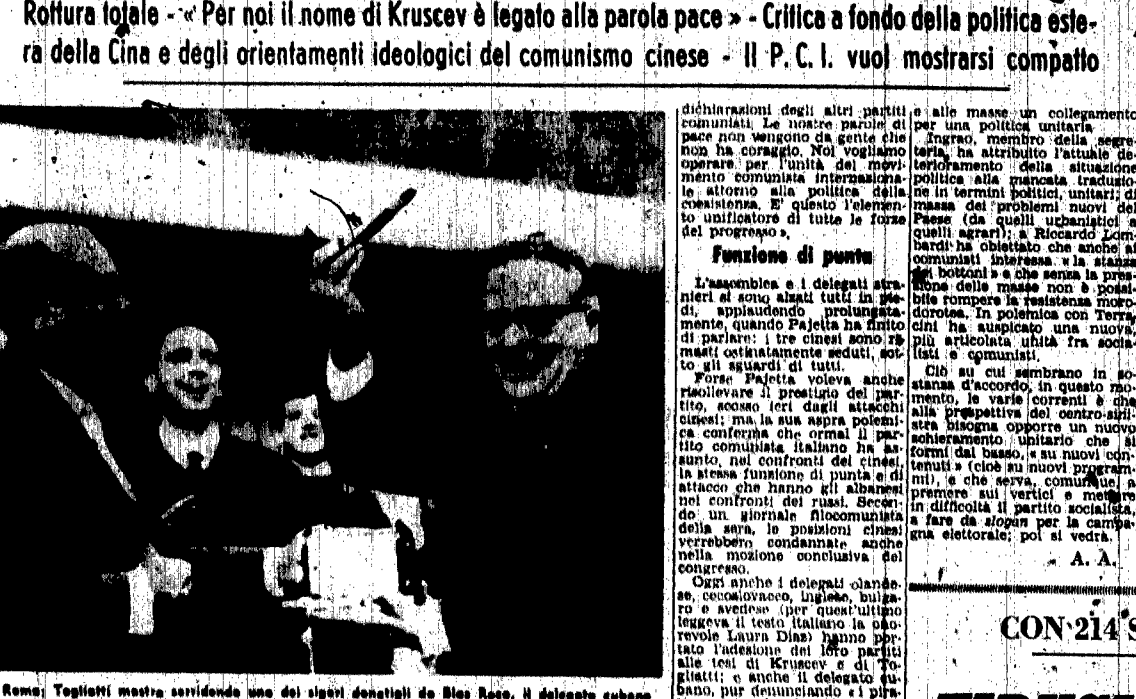 Rottura totale - « Per noi il nome di Kruscev è legato alla parola pace » - Critica a fondo della politica este-
ra della Cina e degli orientamenti ideologici del comunismo cinese - Il P. C. I. vuol mostrarsi compatto
dichiarazioni degli altri partiti
comunisti. Le nostre parole di
pace non vengono da gente che
non ha coraggio. Noi vogliamo
operare per l'unità del movi-
mento comunista internaziona-
le attorno alla politica della
coesistenza. E' questo l'elemen-
to unificatore di tutte le forze
del progresso ».
Funzione di punta
L'assemblea e i delegati stra-
nieri si sono alzati tutti in pie-
di, applaudendo prolungata-
mente, quando Pajetta ha finito
di parlare: i tre cinesi sono ri-
masti ostinatamente seduti, sot-
to gli sguardi di tutti.
Forse Pajetta voleva anche
risollevare il prestigio del par-
tito, scosso ieri dagli attacchi
cinesi; ma la sua aspra polemi-
ca conferma che ormai il par-
tito comunista italiano ha as-
sunto, nei confronti dei cinesi,
la stessa funzione di punta e di
attacco che hanno gli albanesi
nei confronti dei russi. Secon-
do un giornale filocomunista
della sera, le posizioni cinesi
verrebbero condannate anche
nella mozione conclusiva del
congresso.
Oggi anche i delegati olande-
se, cecoslovacco, inglese, bulga-
ro e svedese (per quest'ultimo
leggeva il testo italiano la ono-
revole Laura Diaz) hanno por-
tato l'adesione dei loro partiti
alle tesi di Kruscev e di To-
gliatti; e anche il delegato cu-
bano, pur denunciando « i pira-
e alle masse un collegamento
per una politica unitaria.
Ingrao, membro della segre-
teria, ha attribuito l'attuale de-
terioramento della situazione
politica alla mancata traduzio-
ne in termini politici, unitari, di
massa dei problemi nuovi del
Paese (da quelli urbanistici a
quelli agrari); a Riccardo Lom-
bardi ha obiettato che anche ai
comunisti interessa « la stanza
dei bottoni » e che senza la pres-
sione delle masse non è possi-
bile rompere la resistenza moro-
dorotea. In polemica con Terra-
cini ha auspicato una nuova,
più articolata unità fra socia-
listi e comunisti.
Ciò su cui sembrano in so-
stanza d'accordo, in questo mo-
mento, le varie correnti è che
alla prospettiva del centro-sini-
stra bisogna opporre un nuovo
schieramento unitario che si
formi dal basso, « su nuovi con-
tenuti » (cioè su nuovi program-
mi), e che serva, comunque, a
premere sui vertici e mettere
in difficoltà il partito socialista,
a fare da slogan per la campa-
gna elettorale; poi si vedrà.
A. A.
CON 214
Roma: Togliatti mostra sorridendo uno dei sigari donatigli da Blas Roca, il delegato cubano